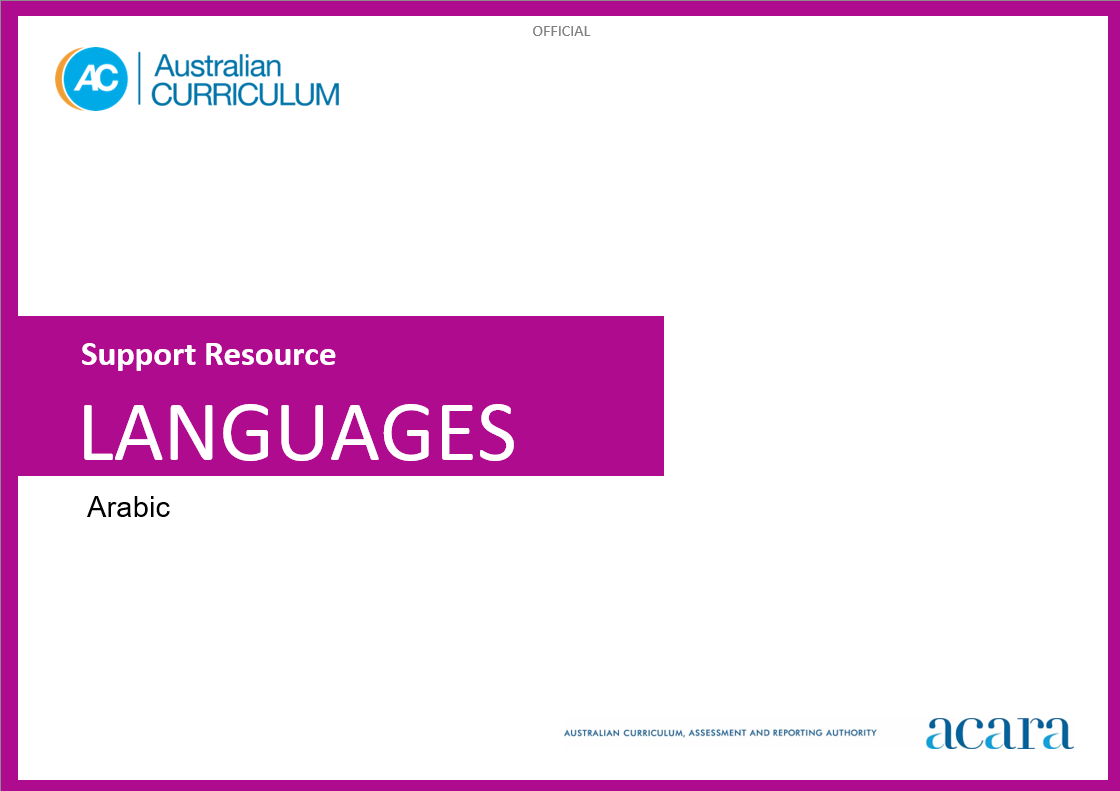 OFFICIAL
AC
Australian
CURRICULUM
Support Resource
LANGUAGES
Arabic
AUSTRALIAN CURRICULUM, ASSESSMENT AND REPORTING AUTHORITY
acara